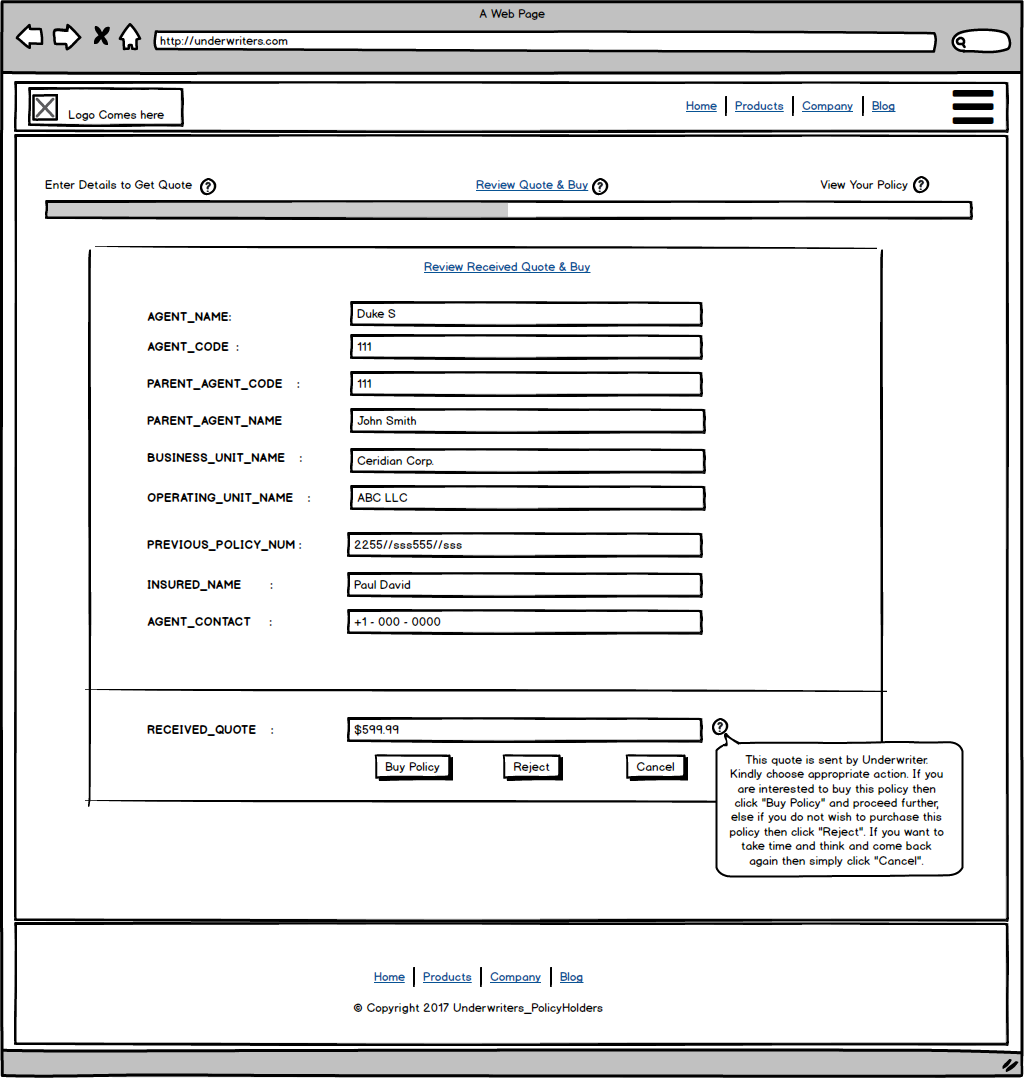 A Web Page
http://underwriters.com
Logo Comes here
Home
Products
Company
Blog
Enter Details to Get Quote ?
Review Quote & Buy ?
View Your Policy ?
Review Received Quote & Buy
AGENT_NAME: Duke S
AGENT_CODE : 111
PARENT_AGENT_CODE : 111
PARENT_AGENT_NAME John Smith
BUSINESS_UNIT_NAME : Ceridian Corp.
OPERATING_UNIT_NAME : ABC LLC
PREVIOUS_POLICY_NUM : 2255//sss555//sss
INSURED_NAME : Paul David
AGENT_CONTACT : +1 - 000 - 0000
RECEIVED_QUOTE : $599.99 ?
Buy Policy
Reject
Cancel
This quote is sent by Underwriter.
Kindly choose appropriate action. If you
are interested to buy this policy then
click "Buy Policy" and proceed further,
else if you do not wish to purchase this
policy then click "Reject". If you want to
take time and think and come back
again then simply click "Cancel".
Home
Products
Company
Blog
© Copyright 2017 Underwriters_PolicyHolders